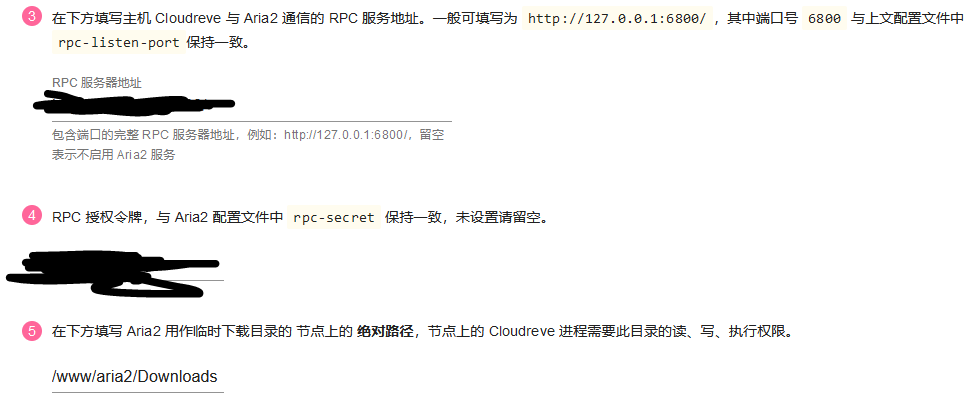 3 在下方填写主机 Cloudreve 与 Aria2 通信的 RPC 服务地址。一般可填写为 http://127.0.0.1:6800/ ，其中端口号 6800 与上文配置文件中
rpc-listen-port 保持一致。
RPC 服务器地址
包含端口的完整 RPC 服务器地址，例如：http://127.0.0.1:6800/，留空
表示不启用 Aria2 服务
4 RPC 授权令牌，与 Aria2 配置文件中 rpc-secret 保持一致，未设置请留空。
5 在下方填写 Aria2 用作临时下载目录的 节点上的 绝对路径，节点上的 Cloudreve 进程需要此目录的读、写、执行权限。
/www/aria2/Downloads